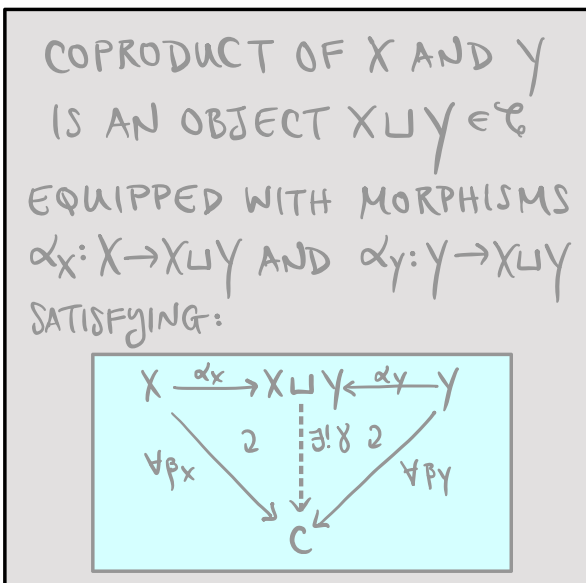 COPRODUCT OF X AND Y
IS AN OBJECT X⊔Y ∈ 𝒞
EQUIPPED WITH MORPHISMS
αx: X→X⊔Y AND αy: Y→X⊔Y
SATISFYING:
X αx X⊔Y αy Y
∀βx ∃!γ ∀βy
C